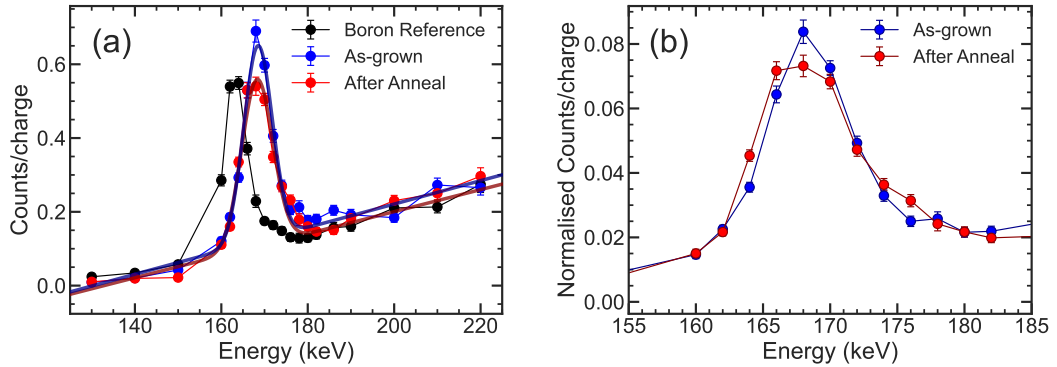 (a)
Boron Reference
As-grown
After Anneal
Counts/charge
0.6
0.4
0.2
0.0
140 160 180 200 220
Energy (keV)
(b)
As-grown
After Anneal
Normalised Counts/charge
0.08
0.06
0.04
0.02
0.00
155 160 165 170 175 180 185
Energy (keV)